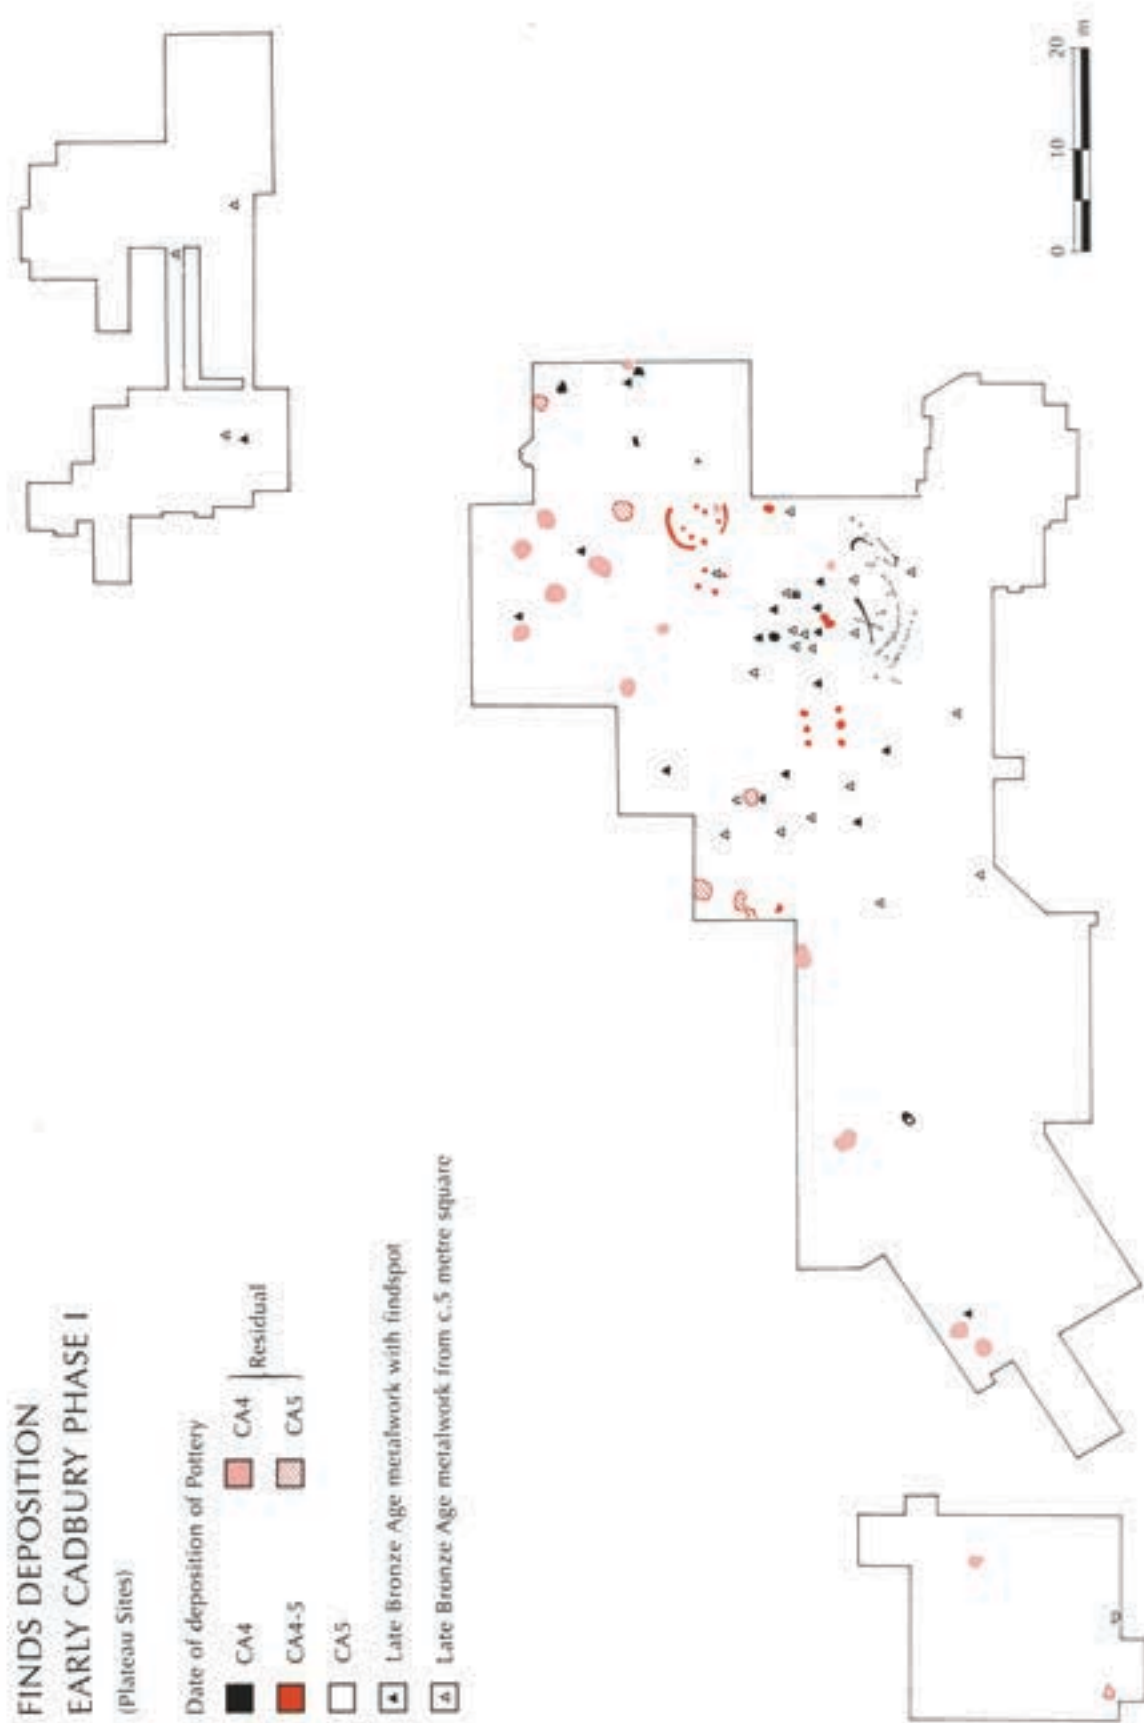 FINDS DEPOSITION
EARLY CADBURY PHASE I
(Plateau Sites)
Date of deposition of Pottery
CA4
CA4
CA4-5
CA5
Residual
CA5
Late Bronze Age metalwork with findspot
Late Bronze Age metalwork from c.5 metre square
0
10
20
m